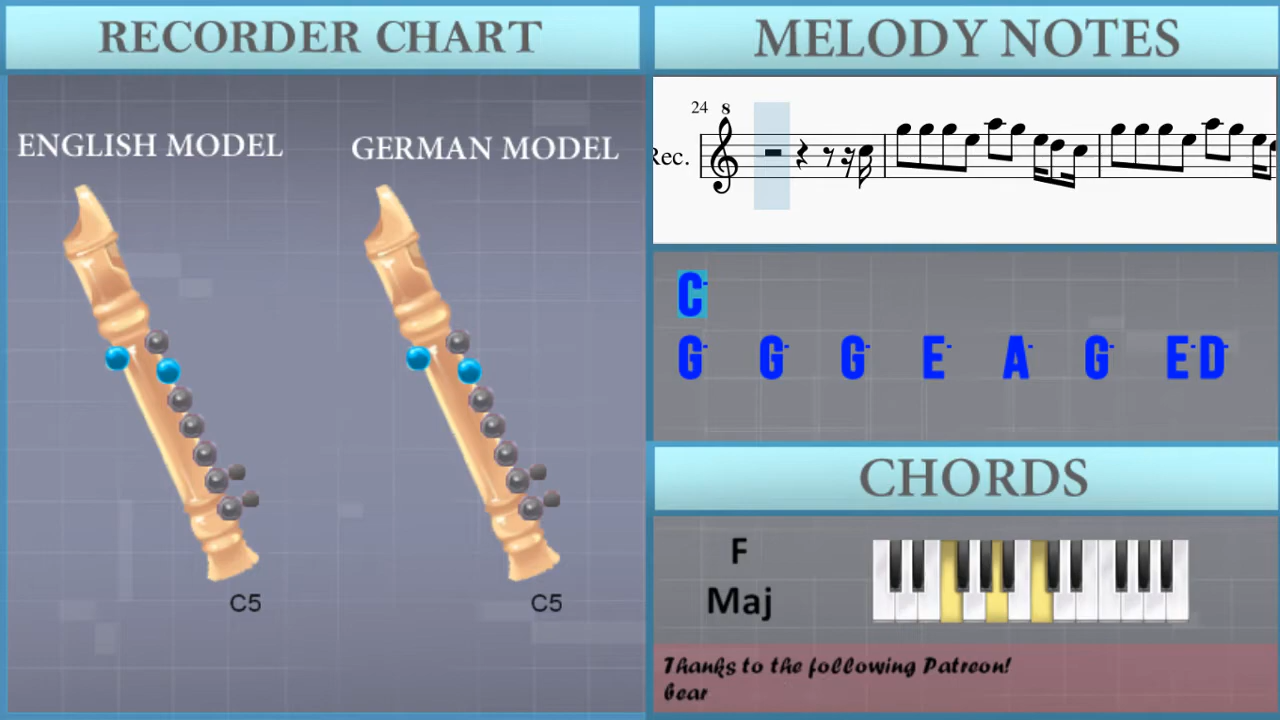 RECORDER CHART
ENGLISH MODEL
GERMAN MODEL
C5
C5
MELODY NOTES
24
8
Rec.
C-
G- G- G- E- A- G- E-D-
CHORDS
F
Maj
Thanks to the following Patreon!
bear